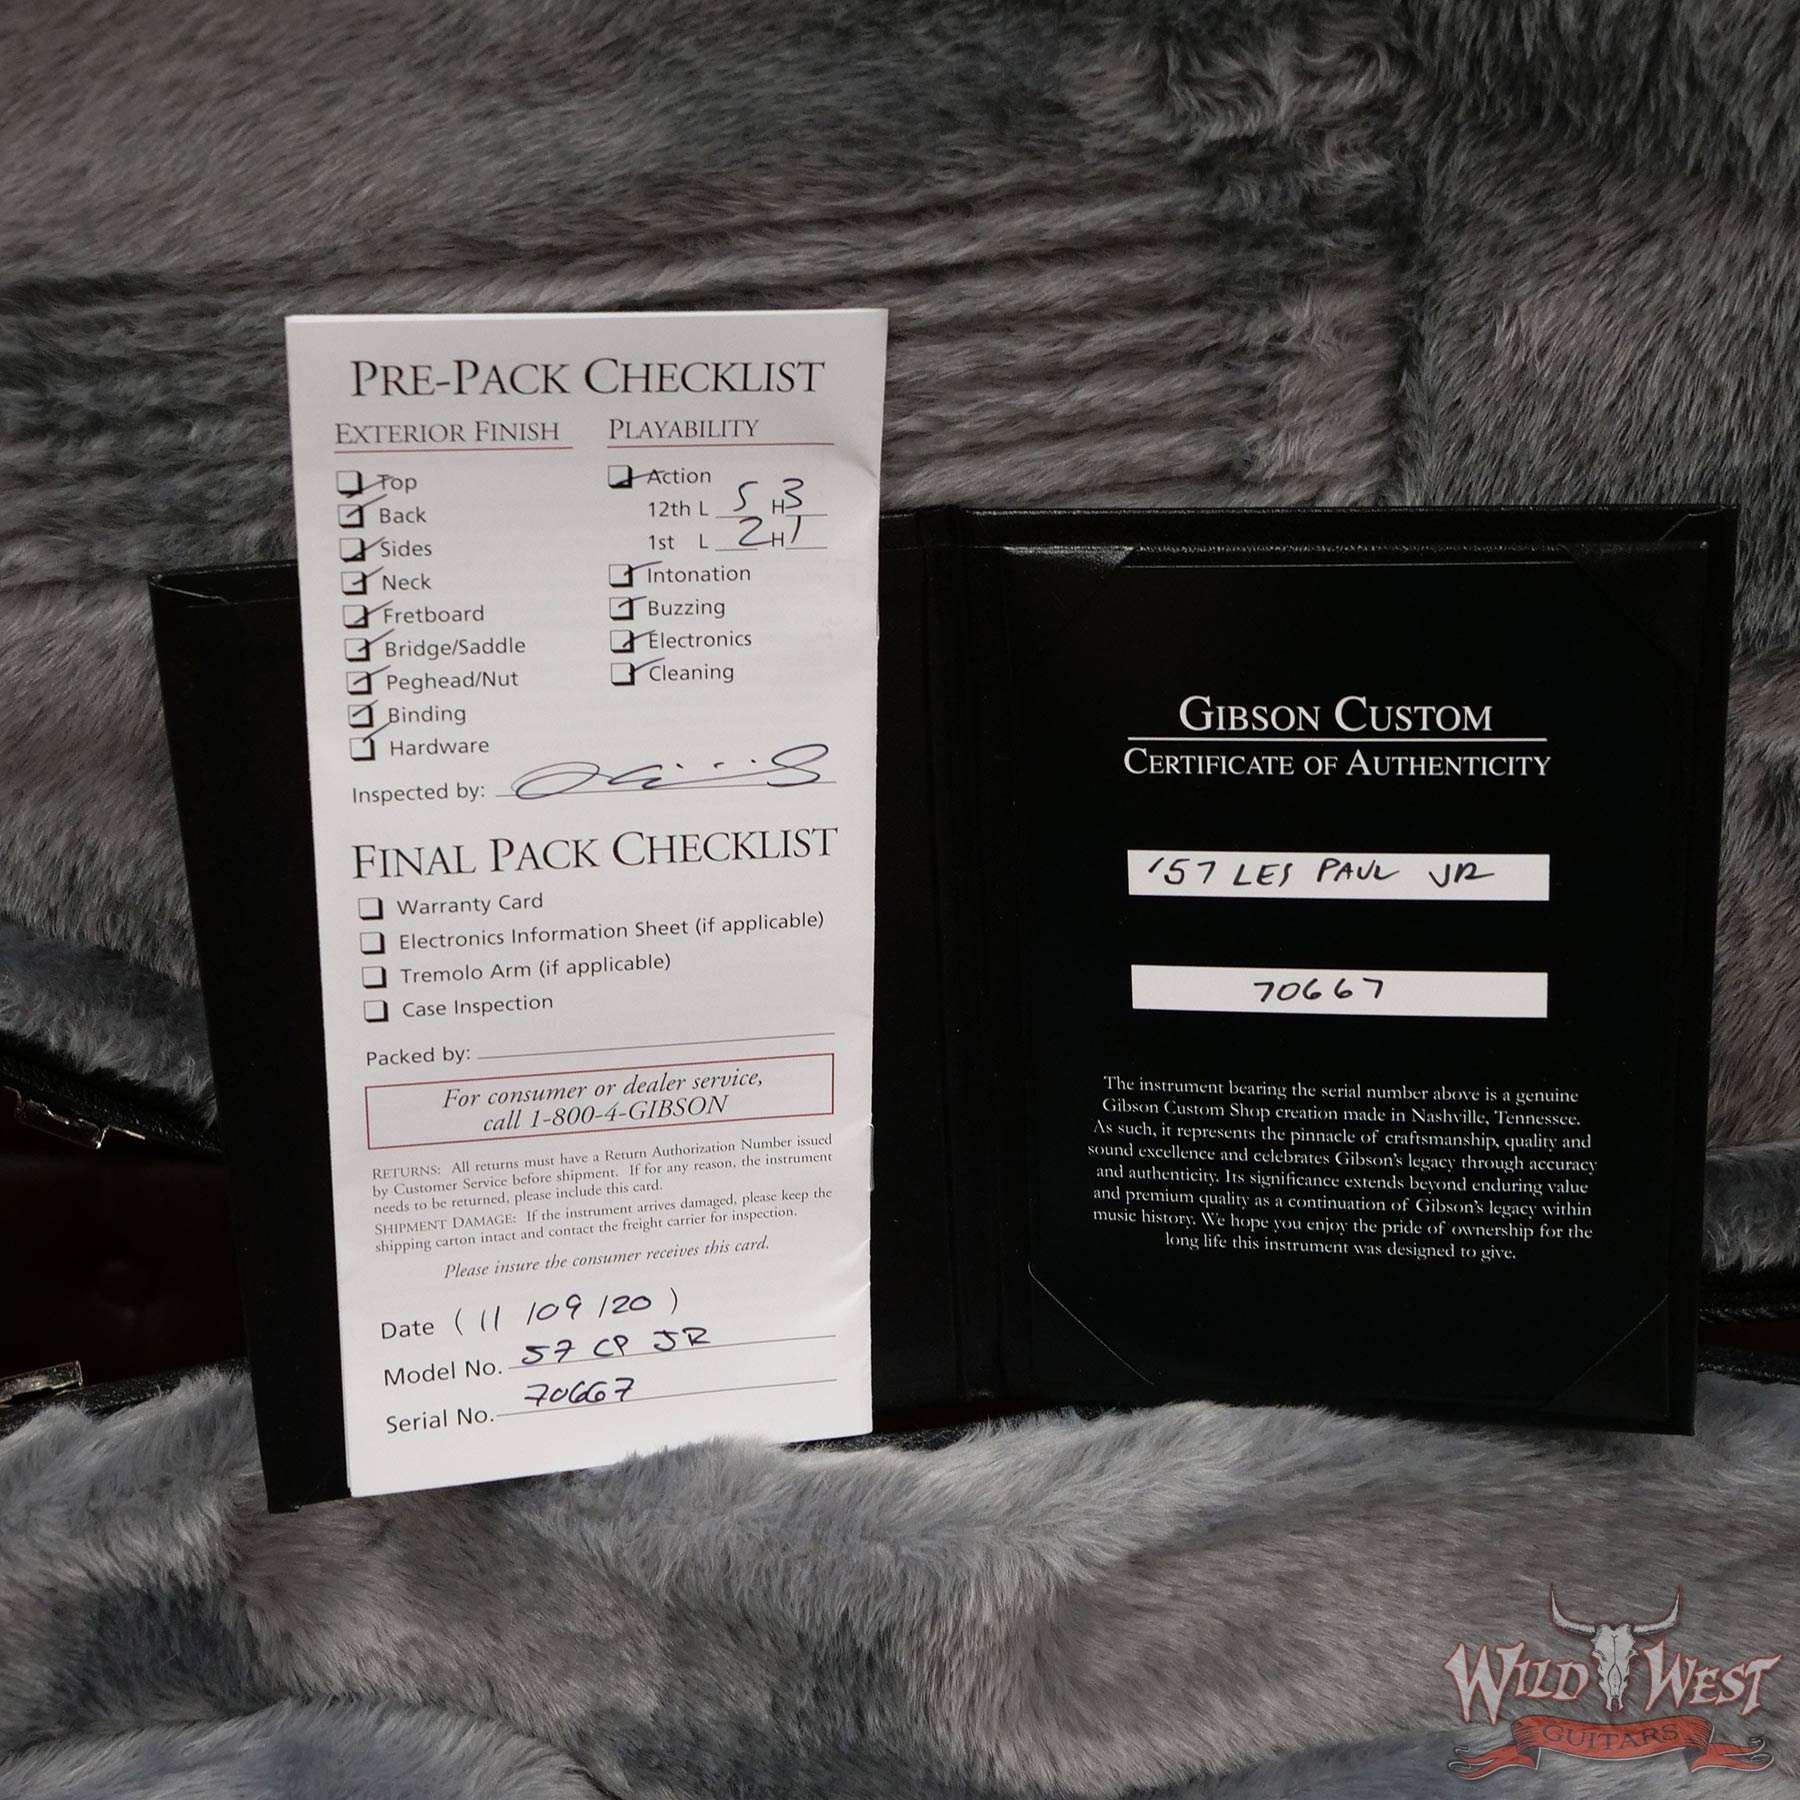 PRE-PACK CHECKLIST
EXTERIOR FINISH
Top
Back
Sides
Neck
Fretboard
Bridge/Saddle
Peghead/Nut
Binding
Hardware
PLAYABILITY
Action
12th L 5 H 3
1st L 2 H 1
Intonation
Buzzing
Electronics
Cleaning
Inspected by:
FINAL PACK CHECKLIST
Warranty Card
Electronics Information Sheet (if applicable)
Tremolo Arm (if applicable)
Case Inspection
Packed by:
For consumer or dealer service,
call 1-800-4-GIBSON
RETURNS: All returns must have a Return Authorization Number issued
by Customer Service before shipment. If for any reason, the instrument
needs to be returned, please include this card.
SHIPMENT DAMAGE: If the instrument arrives damaged, please keep the
shipping carton intact and contact the freight carrier for inspection.
Please insure the consumer receives this card.
Date (11/09/20)
Model No. 57 CP JR
Serial No. 70667
GIBSON CUSTOM
CERTIFICATE OF AUTHENTICITY
'57 LES PAUL JR
70667
The instrument bearing the serial number above is a genuine
Gibson Custom Shop creation made in Nashville, Tennessee.
As such, it represents the pinnacle of craftsmanship, quality and
sound excellence and celebrates Gibson's legacy through accuracy
and authenticity. Its significance extends beyond enduring value
and premium quality as a continuation of Gibson's legacy within
music history. We hope you enjoy the pride of ownership for the
long life this instrument was designed to give.
WILD WEST
GUITARS